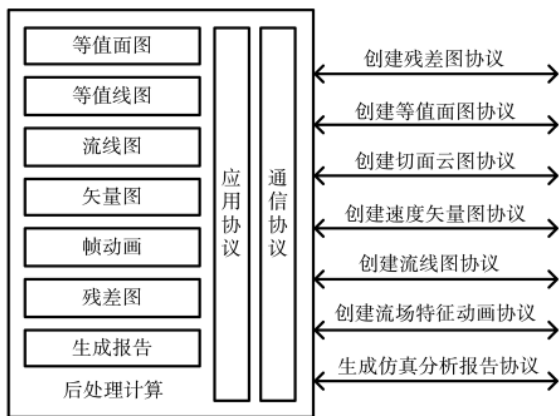 等值面图
等值线图
流线图
矢量图
帧动画
残差图
生成报告
后处理计算
应用协议
通信协议
创建残差图协议
创建等值面图协议
创建切面云图协议
创建速度矢量图协议
创建流线图协议
创建流场特征动画协议
生成仿真分析报告协议